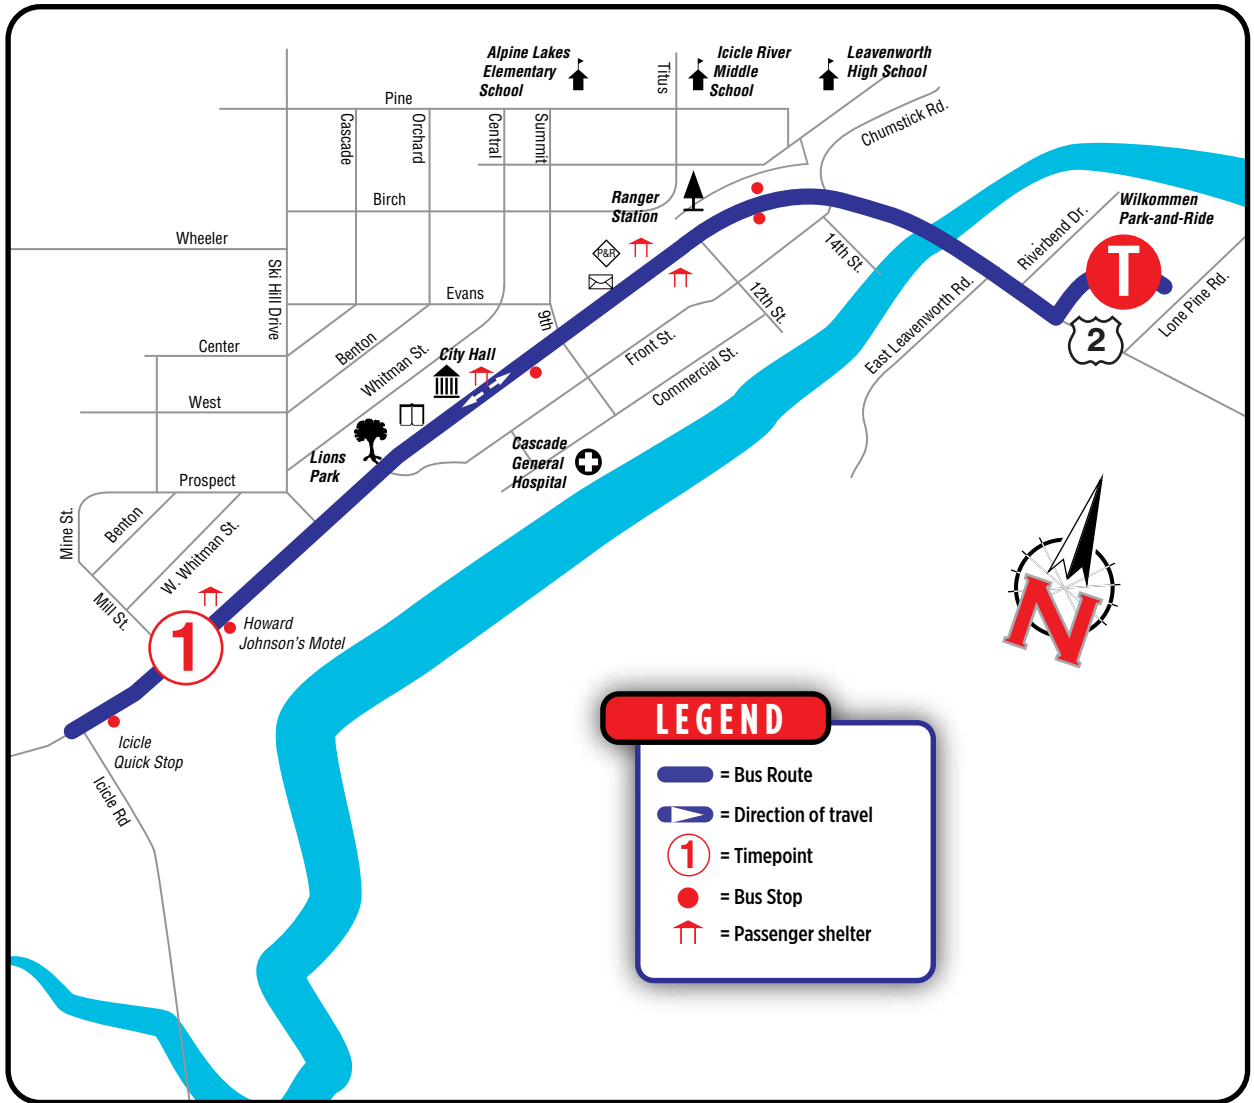 Alpine Lakes
Elementary
School
Icicle River
Middle
School
Leavenworth
High School
Titus
Pine
Cascade
Orchard
Central
Summit
Chumstick Rd.
Birch
Ranger
Station
Wilkommen
Park-and-Ride
Wheeler
P&R
14th St.
Riverbend Dr.
T
Ski Hill Drive
Evans
9th
12th St.
East Leavenworth Rd.
Lone Pine Rd.
2
Center
Benton
Whitman St.
City Hall
Front St.
Commercial St.
West
Lions
Park
Cascade
General
Hospital
Prospect
Mine St.
Benton
W. Whitman St.
Mill St.
1
Howard
Johnson's Motel
N
Icicle
Quick Stop
Icicle Rd
LEGEND
= Bus Route
= Direction of travel
1 = Timepoint
= Bus Stop
= Passenger shelter